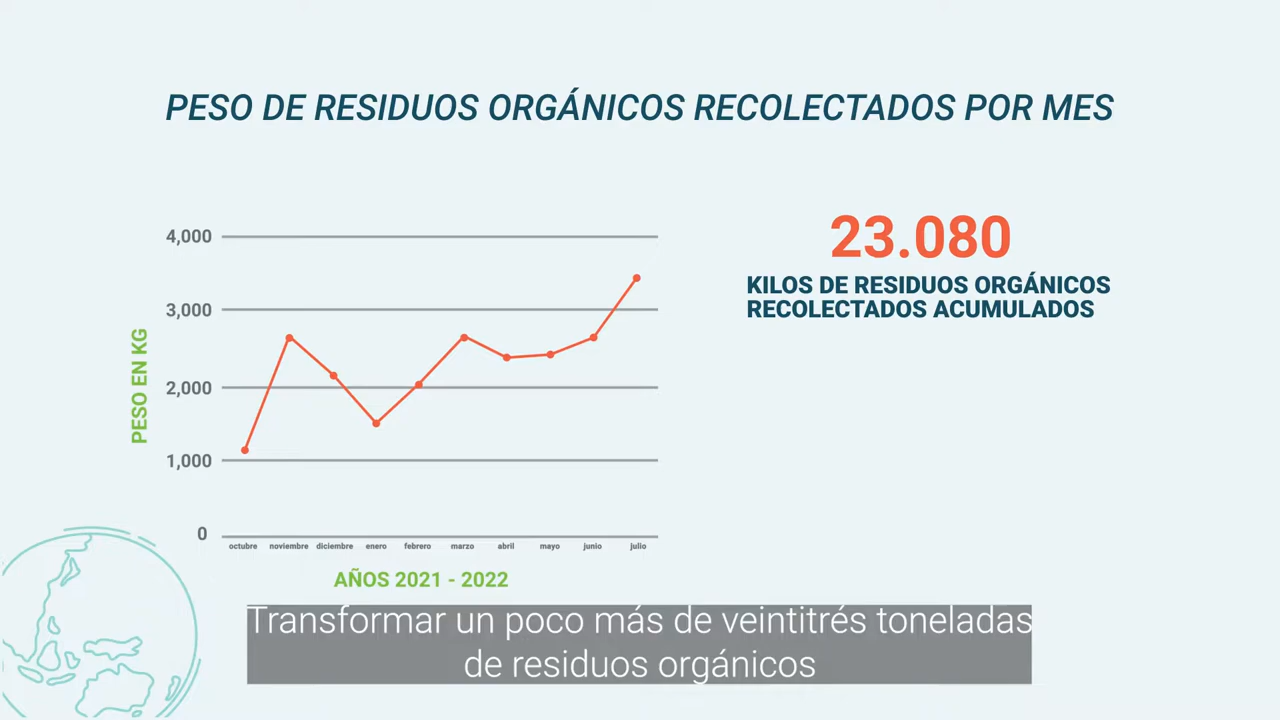 PESO DE RESIDUOS ORGÁNICOS RECOLECTADOS POR MES
23.080
KILOS DE RESIDUOS ORGÁNICOS
RECOLECTADOS ACUMULADOS
PESO EN KG
4,000
3,000
2,000
1,000
0
octubre noviembre diciembre enero febrero marzo abril mayo junio julio
AÑOS 2021 - 2022
Transformar un poco más de veintitrés toneladas
de residuos orgánicos